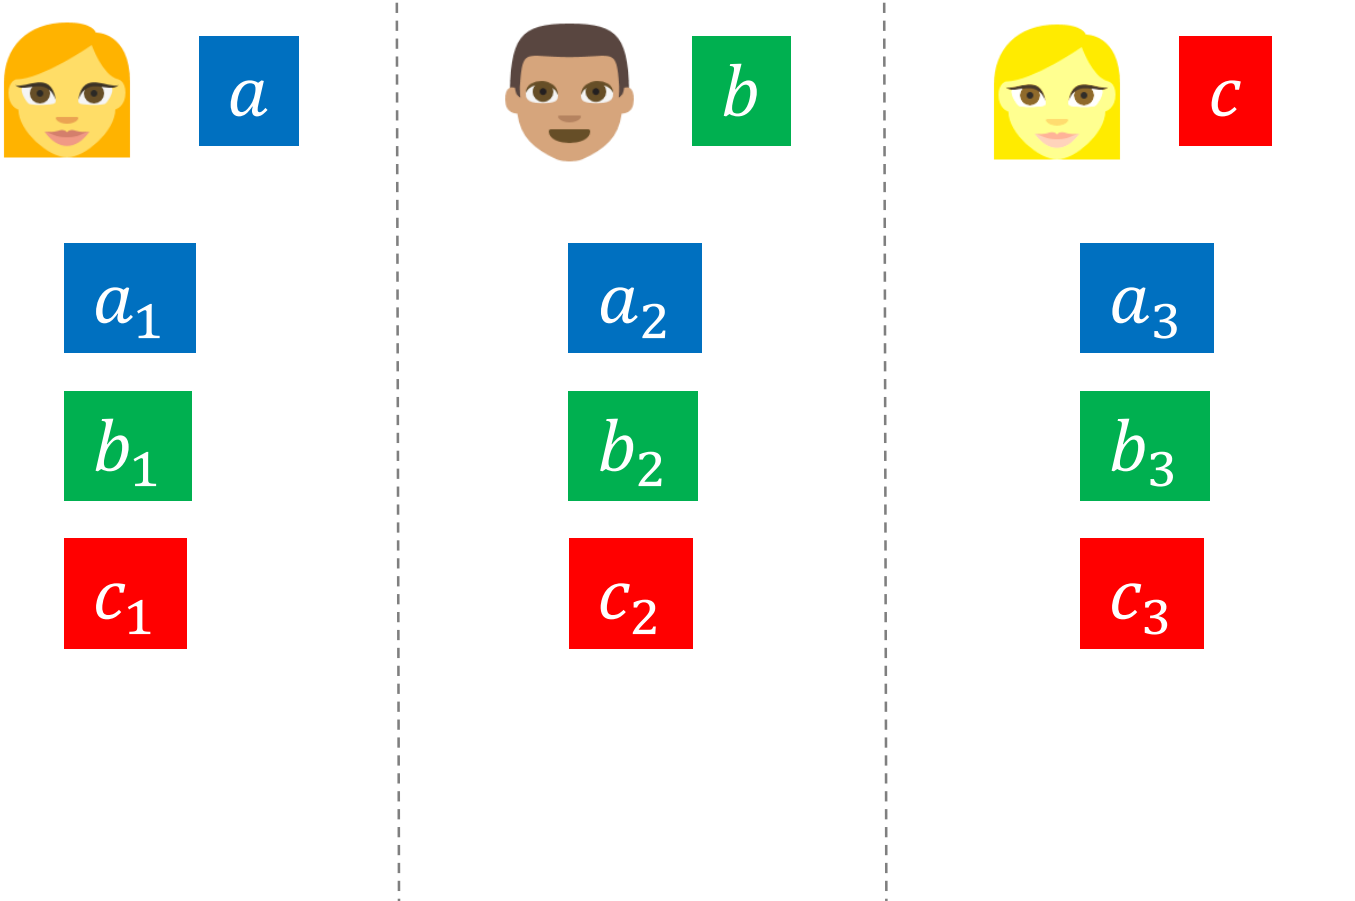 a b c
a₁ a₂ a₃
b₁ b₂ b₃
c₁ c₂ c₃